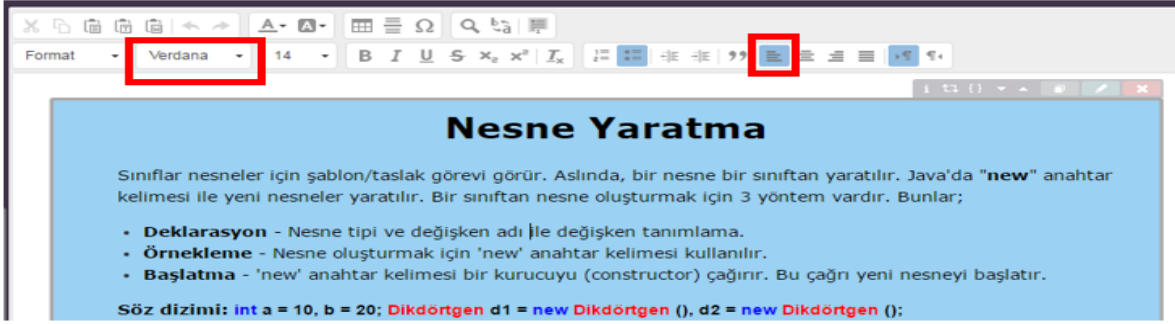 Format Verdana 14 B I U S x₂ x² Iₓ
Nesne Yaratma
Sınıflar nesneler için şablon/taslak görevi görür. Aslında, bir nesne bir sınıftan yaratılır. Java'da "new" anahtar
kelimesi ile yeni nesneler yaratılır. Bir sınıftan nesne oluşturmak için 3 yöntem vardır. Bunlar;
• Deklarasyon - Nesne tipi ve değişken adı ile değişken tanımlama.
• Örnekleme - Nesne oluşturmak için 'new' anahtar kelimesi kullanılır.
• Başlatma - 'new' anahtar kelimesi bir kurucuyu (constructor) çağırır. Bu çağrı yeni nesneyi başlatır.
Söz dizimi: int a = 10, b = 20; Dikdörtgen d1 = new Dikdörtgen (), d2 = new Dikdörtgen ();